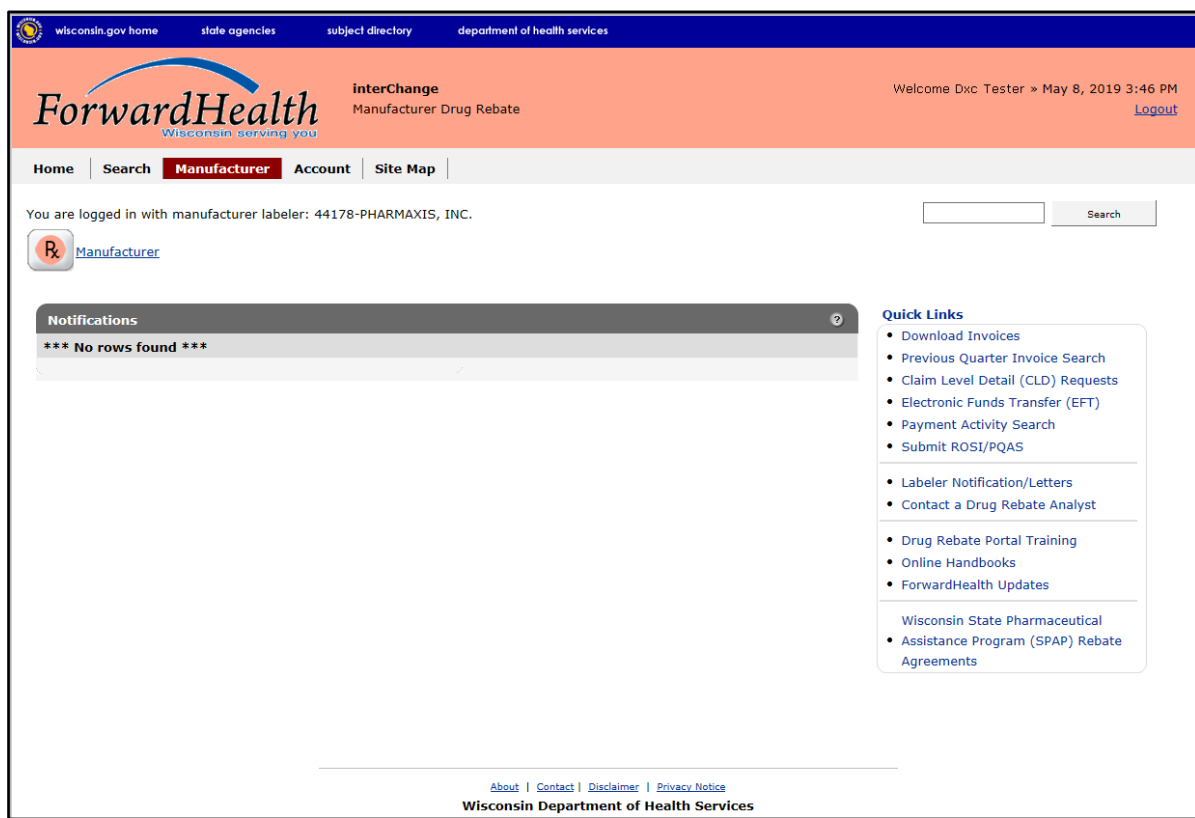 wisconsin.gov home state agencies subject directory department of health services
ForwardHealth
Wisconsin serving you
interChange
Manufacturer Drug Rebate
Welcome Dxc Tester » May 8, 2019 3:46 PM
Logout
Home Search Manufacturer Account Site Map
You are logged in with manufacturer labeler: 44178-PHARMAXIS, INC.
Search
Rx Manufacturer
Notifications ?
*** No rows found ***
Quick Links
• Download Invoices
• Previous Quarter Invoice Search
• Claim Level Detail (CLD) Requests
• Electronic Funds Transfer (EFT)
• Payment Activity Search
• Submit ROSI/PQAS
• Labeler Notification/Letters
• Contact a Drug Rebate Analyst
• Drug Rebate Portal Training
• Online Handbooks
• ForwardHealth Updates
Wisconsin State Pharmaceutical
• Assistance Program (SPAP) Rebate
Agreements
About | Contact | Disclaimer | Privacy Notice
Wisconsin Department of Health Services